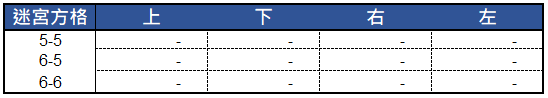 迷宮方格 上 下 右 左
5-5 - - - -
6-5 - - - -
6-6 - - - -